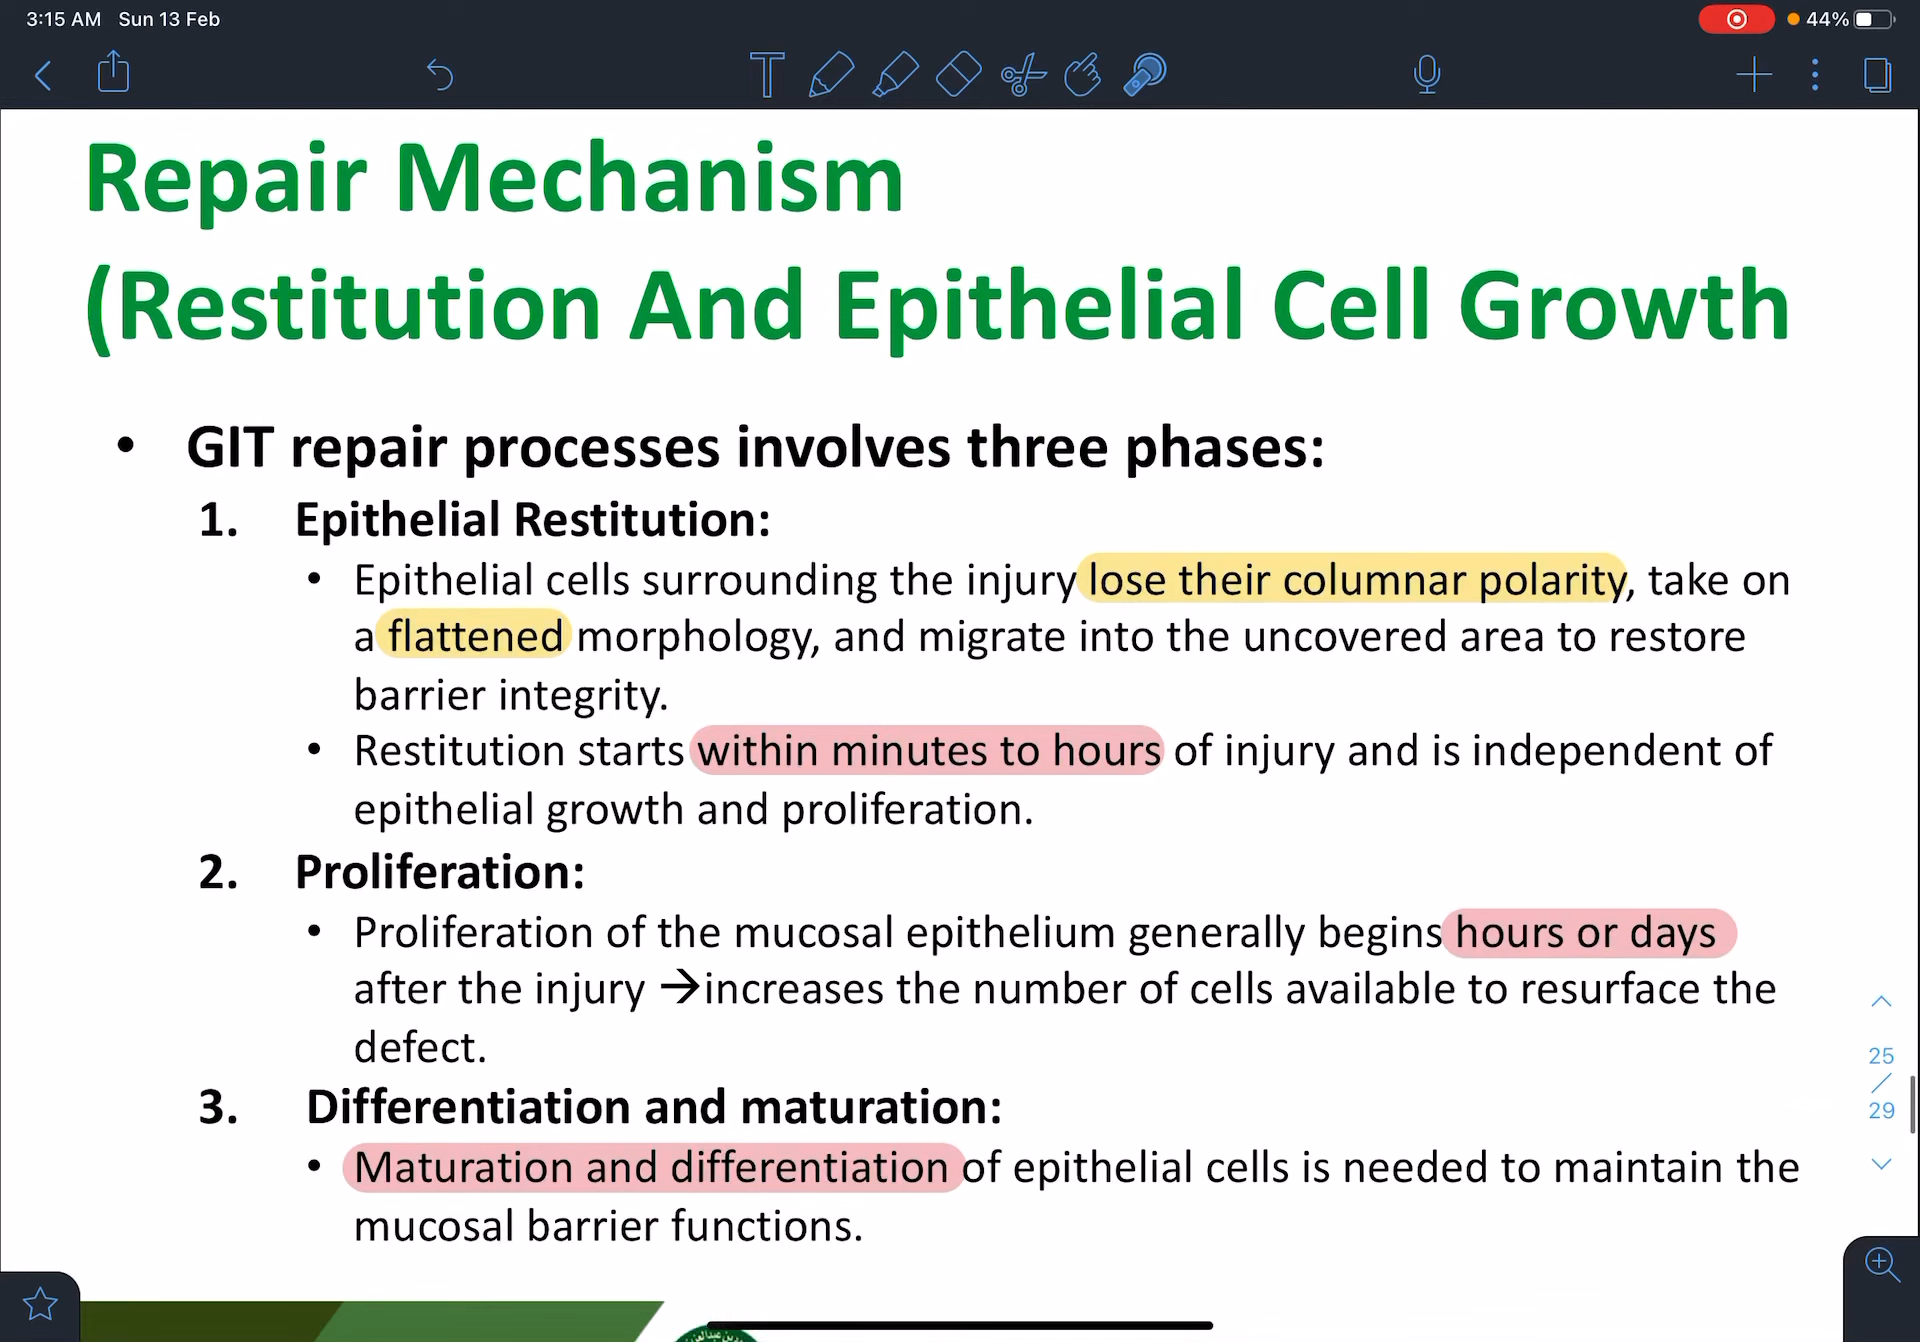 3:15 AM Sun 13 Feb
44%
Repair Mechanism
(Restitution And Epithelial Cell Growth
• GIT repair processes involves three phases:
1. Epithelial Restitution:
• Epithelial cells surrounding the injury lose their columnar polarity, take on
a flattened morphology, and migrate into the uncovered area to restore
barrier integrity.
• Restitution starts within minutes to hours of injury and is independent of
epithelial growth and proliferation.
2. Proliferation:
• Proliferation of the mucosal epithelium generally begins hours or days
after the injury →increases the number of cells available to resurface the
defect.
3. Differentiation and maturation:
• Maturation and differentiation of epithelial cells is needed to maintain the
mucosal barrier functions.
25
/
29